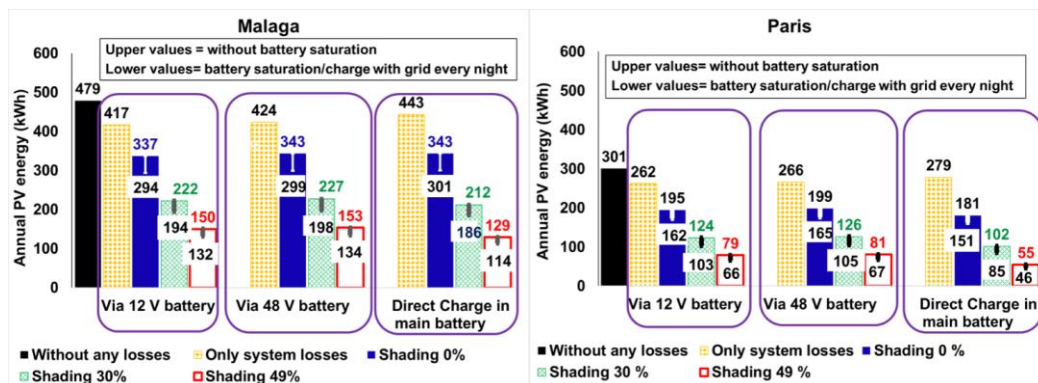 Malaga
Upper values = without battery saturation
Lower values= battery saturation/charge with grid every night
Annual PV energy (kWh)
600
500
400
300
200
100
0
479
417
337
294
222
194
150
132
424
343
299
227
198
153
134
443
343
301
212
186
129
114
Via 12 V battery
Via 48 V battery
Direct Charge in
main battery
Without any losses
Only system losses
Shading 0%
Shading 30%
Shading 49%
Paris
Upper values =without battery saturation
Lower values= battery saturation/charge with grid every night
Annual PV energy (kWh)
600
500
400
300
200
100
0
301
262
195
162
124
103
79
66
266
199
165
126
105
81
67
279
181
151
102
85
55
46
Via 12 V battery
Via 48 V battery
Direct Charge in
main battery
Without any losses
Only system losses
Shading 0%
Shading 30 %
Shading 49 %